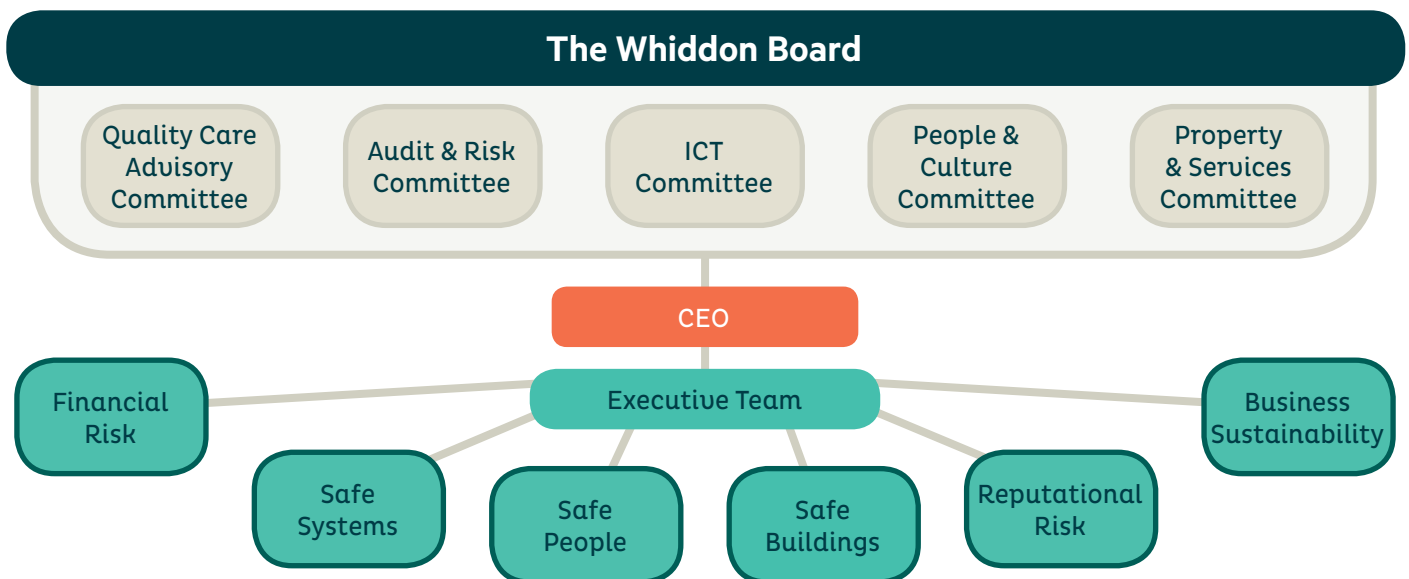 The Whiddon Board
Quality Care
Advisory
Committee
Audit & Risk
Committee
ICT
Committee
People &
Culture
Committee
Property
& Services
Committee
CEO
Executive Team
Financial
Risk
Safe
Systems
Safe
People
Safe
Buildings
Reputational
Risk
Business
Sustainability